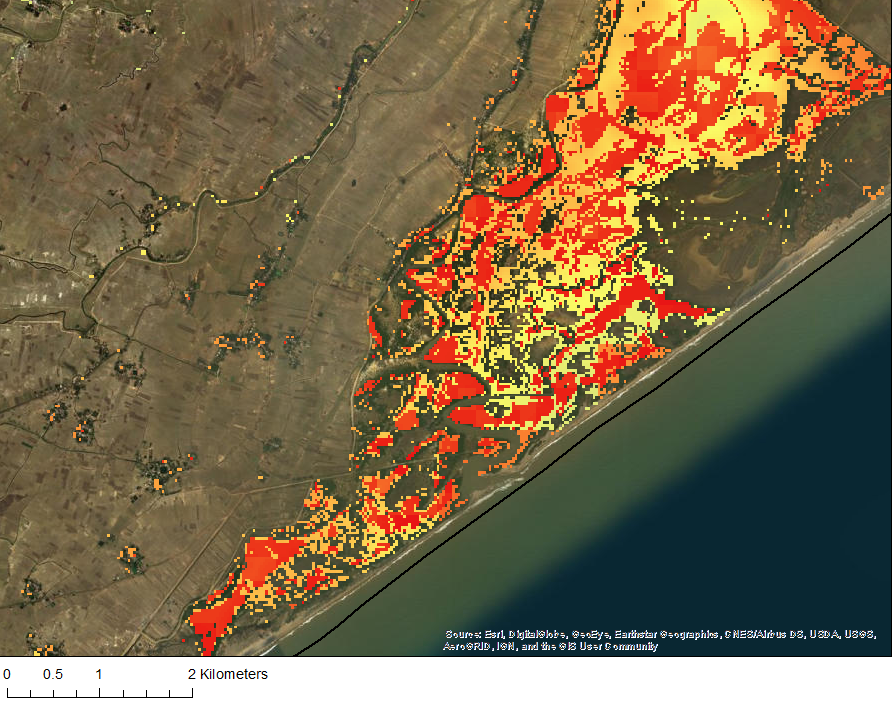 Source: Esri, DigitalGlobe, GeoEye, Earthstar Geographics, CNES/Airbus DS, USDA, USGS,
AeroGRID, IGN, and the GIS User Community
0 0.5 1 2 Kilometers